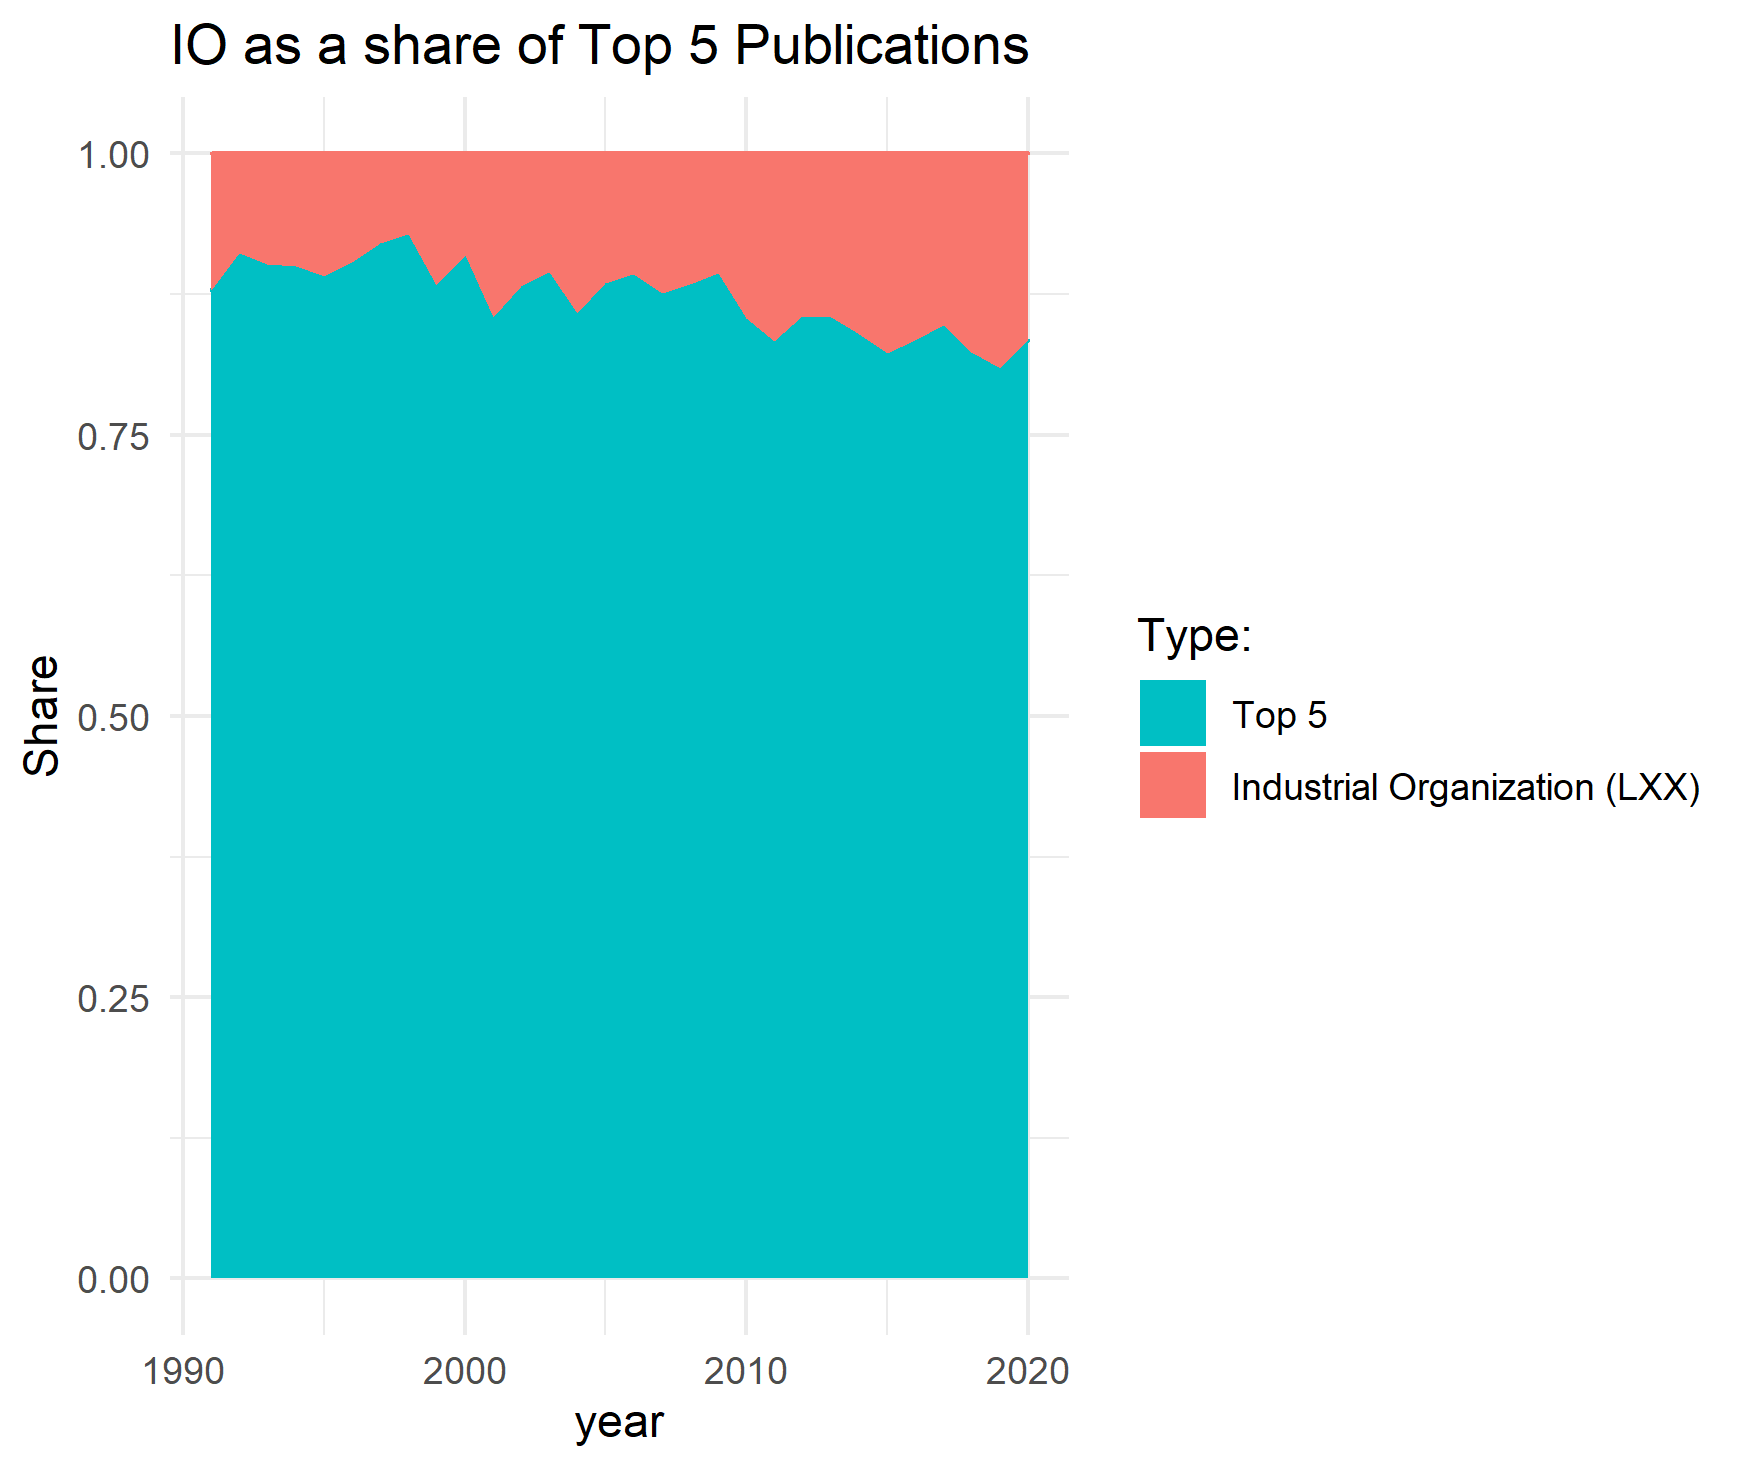 IO as a share of Top 5 Publications
1.00
0.75
0.50
0.25
0.00
Share
1990 2000 2010 2020
year
Type:
Top 5
Industrial Organization (LXX)